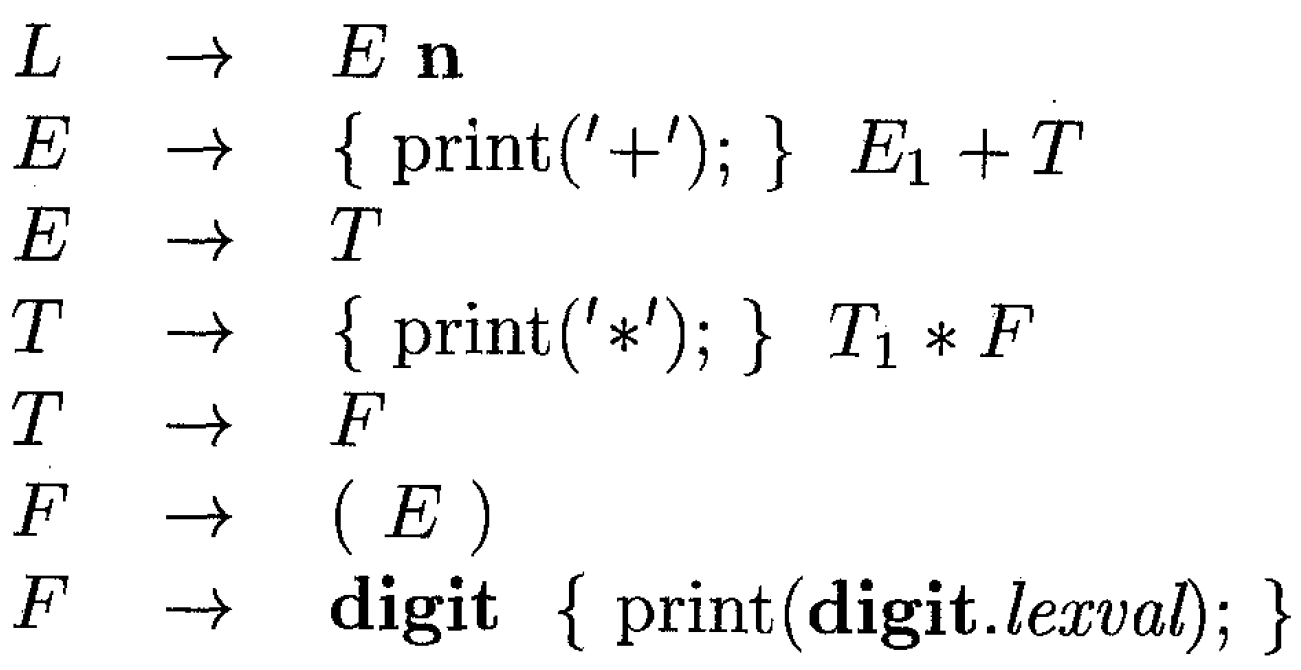 L → E n
E → { print('+'); } E₁ + T
E → T
T → { print('*'); } T₁ * F
T → F
F → ( E )
F → digit { print(digit.lexval); }